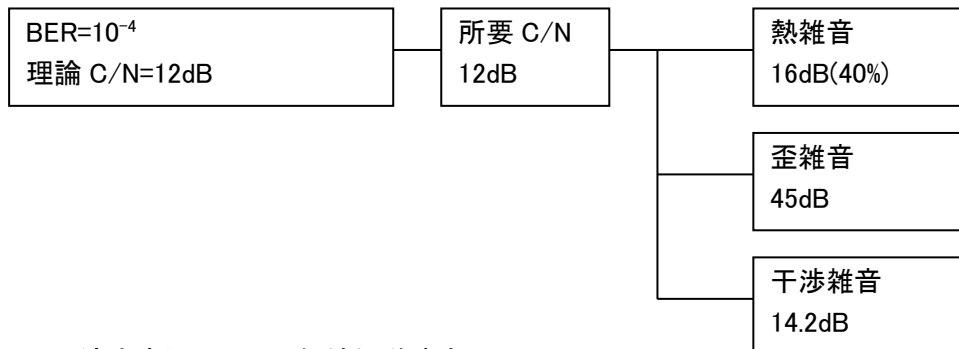 BER=10⁻⁴
理論 C/N=12dB
所要 C/N
12dB
熱雑音
16dB(40%)
歪雑音
45dB
干渉雑音
14.2dB